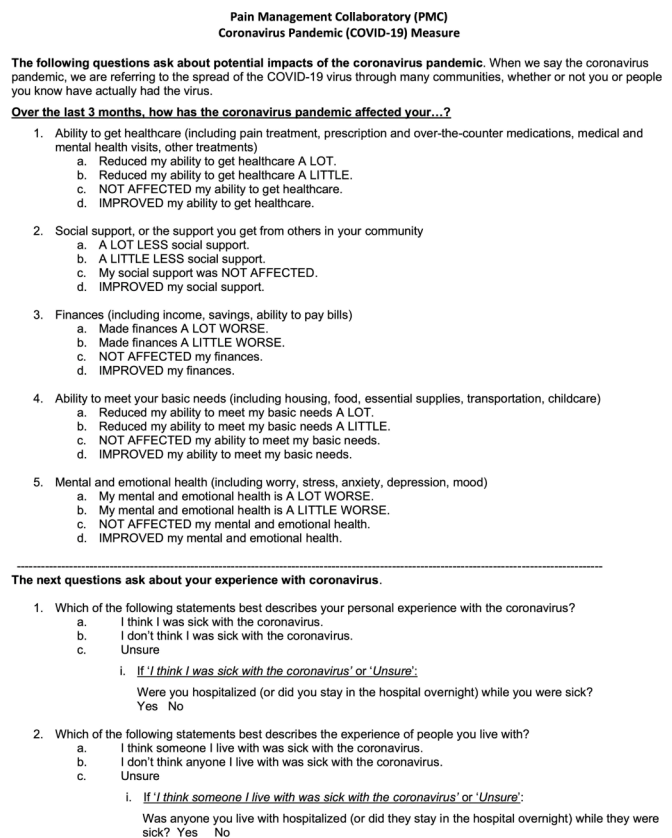 Pain Management Collaboratory (PMC)
Coronavirus Pandemic (COVID-19) Measure
The following questions ask about potential impacts of the coronavirus pandemic. When we say the coronavirus
pandemic, we are referring to the spread of the COVID-19 virus through many communities, whether or not you or people
you know have actually had the virus.
Over the last 3 months, how has the coronavirus pandemic affected your…?
1. Ability to get healthcare (including pain treatment, prescription and over-the-counter medications, medical and
mental health visits, other treatments)
a. Reduced my ability to get healthcare A LOT.
b. Reduced my ability to get healthcare A LITTLE.
c. NOT AFFECTED my ability to get healthcare.
d. IMPROVED my ability to get healthcare.
2. Social support, or the support you get from others in your community
a. A LOT LESS social support.
b. A LITTLE LESS social support.
c. My social support was NOT AFFECTED.
d. IMPROVED my social support.
3. Finances (including income, savings, ability to pay bills)
a. Made finances A LOT WORSE.
b. Made finances A LITTLE WORSE.
c. NOT AFFECTED my finances.
d. IMPROVED my finances.
4. Ability to meet your basic needs (including housing, food, essential supplies, transportation, childcare)
a. Reduced my ability to meet my basic needs A LOT.
b. Reduced my ability to meet my basic needs A LITTLE.
c. NOT AFFECTED my ability to meet my basic needs.
d. IMPROVED my ability to meet my basic needs.
5. Mental and emotional health (including worry, stress, anxiety, depression, mood)
a. My mental and emotional health is A LOT WORSE.
b. My mental and emotional health is A LITTLE WORSE.
c. NOT AFFECTED my mental and emotional health.
d. IMPROVED my mental and emotional health.
The next questions ask about your experience with coronavirus.
1. Which of the following statements best describes your personal experience with the coronavirus?
a. I think I was sick with the coronavirus.
b. I don't think I was sick with the coronavirus.
c. Unsure
i. If 'I think I was sick with the coronavirus' or 'Unsure':
Were you hospitalized (or did you stay in the hospital overnight) while you were sick?
Yes No
2. Which of the following statements best describes the experience of people you live with?
a. I think someone I live with was sick with the coronavirus.
b. I don't think anyone I live with was sick with the coronavirus.
c. Unsure
i. If 'I think someone I live with was sick with the coronavirus' or 'Unsure':
Was anyone you live with hospitalized (or did they stay in the hospital overnight) while they were
sick? Yes No